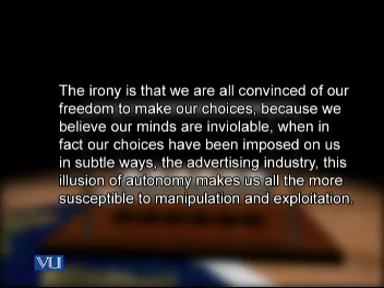 The irony is that we are all convinced of our
freedom to make our choices, because we
believe our minds are inviolable, when in
fact our choices have been imposed on us
in subtle ways, the advertising industry, this
illusion of autonomy makes us all the more
susceptible to manipulation and exploitation.
VU